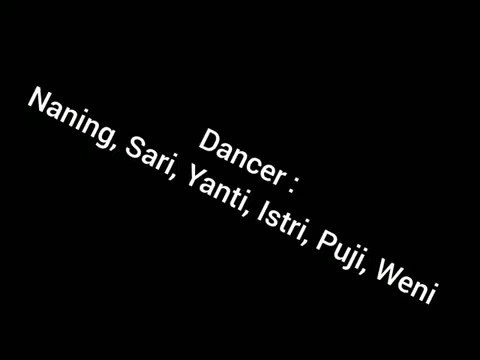 Dancer :
Naning, Sari, Yanti, Istri, Puji, Weni